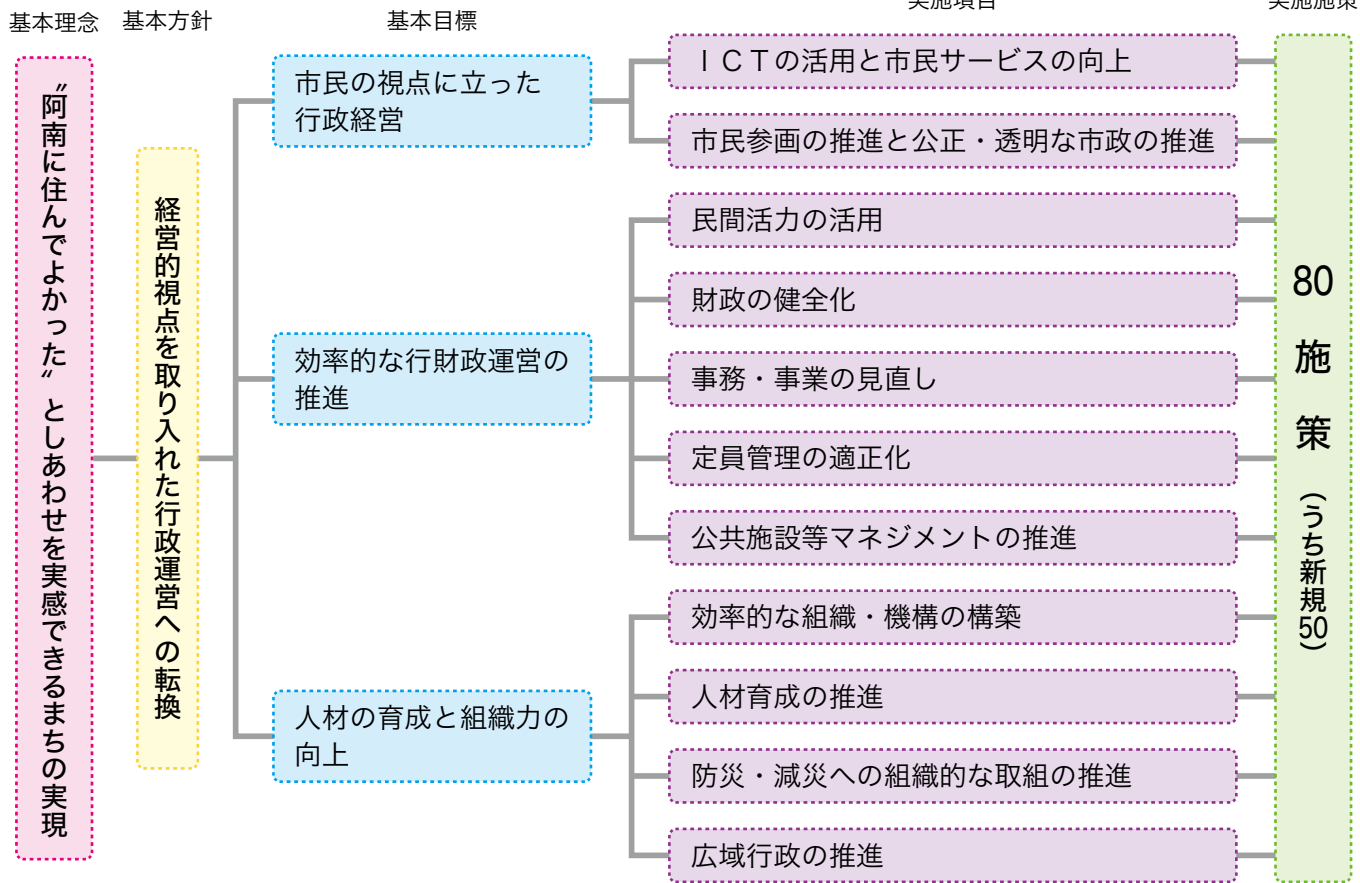 基本理念
基本方針
基本目標
実施項目
実施施策
〝阿南に住んでよかった〟としあわせを実感できるまちの実現
経営的視点を取り入れた行政運営への転換
市民の視点に立った
行政経営
効率的な行財政運営の
推進
人材の育成と組織力の
向上
ＩＣＴの活用と市民サービスの向上
市民参画の推進と公正・透明な市政の推進
民間活力の活用
財政の健全化
事務・事業の見直し
定員管理の適正化
公共施設等マネジメントの推進
効率的な組織・機構の構築
人材育成の推進
防災・減災への組織的な取組の推進
広域行政の推進
80施策（うち新規50）